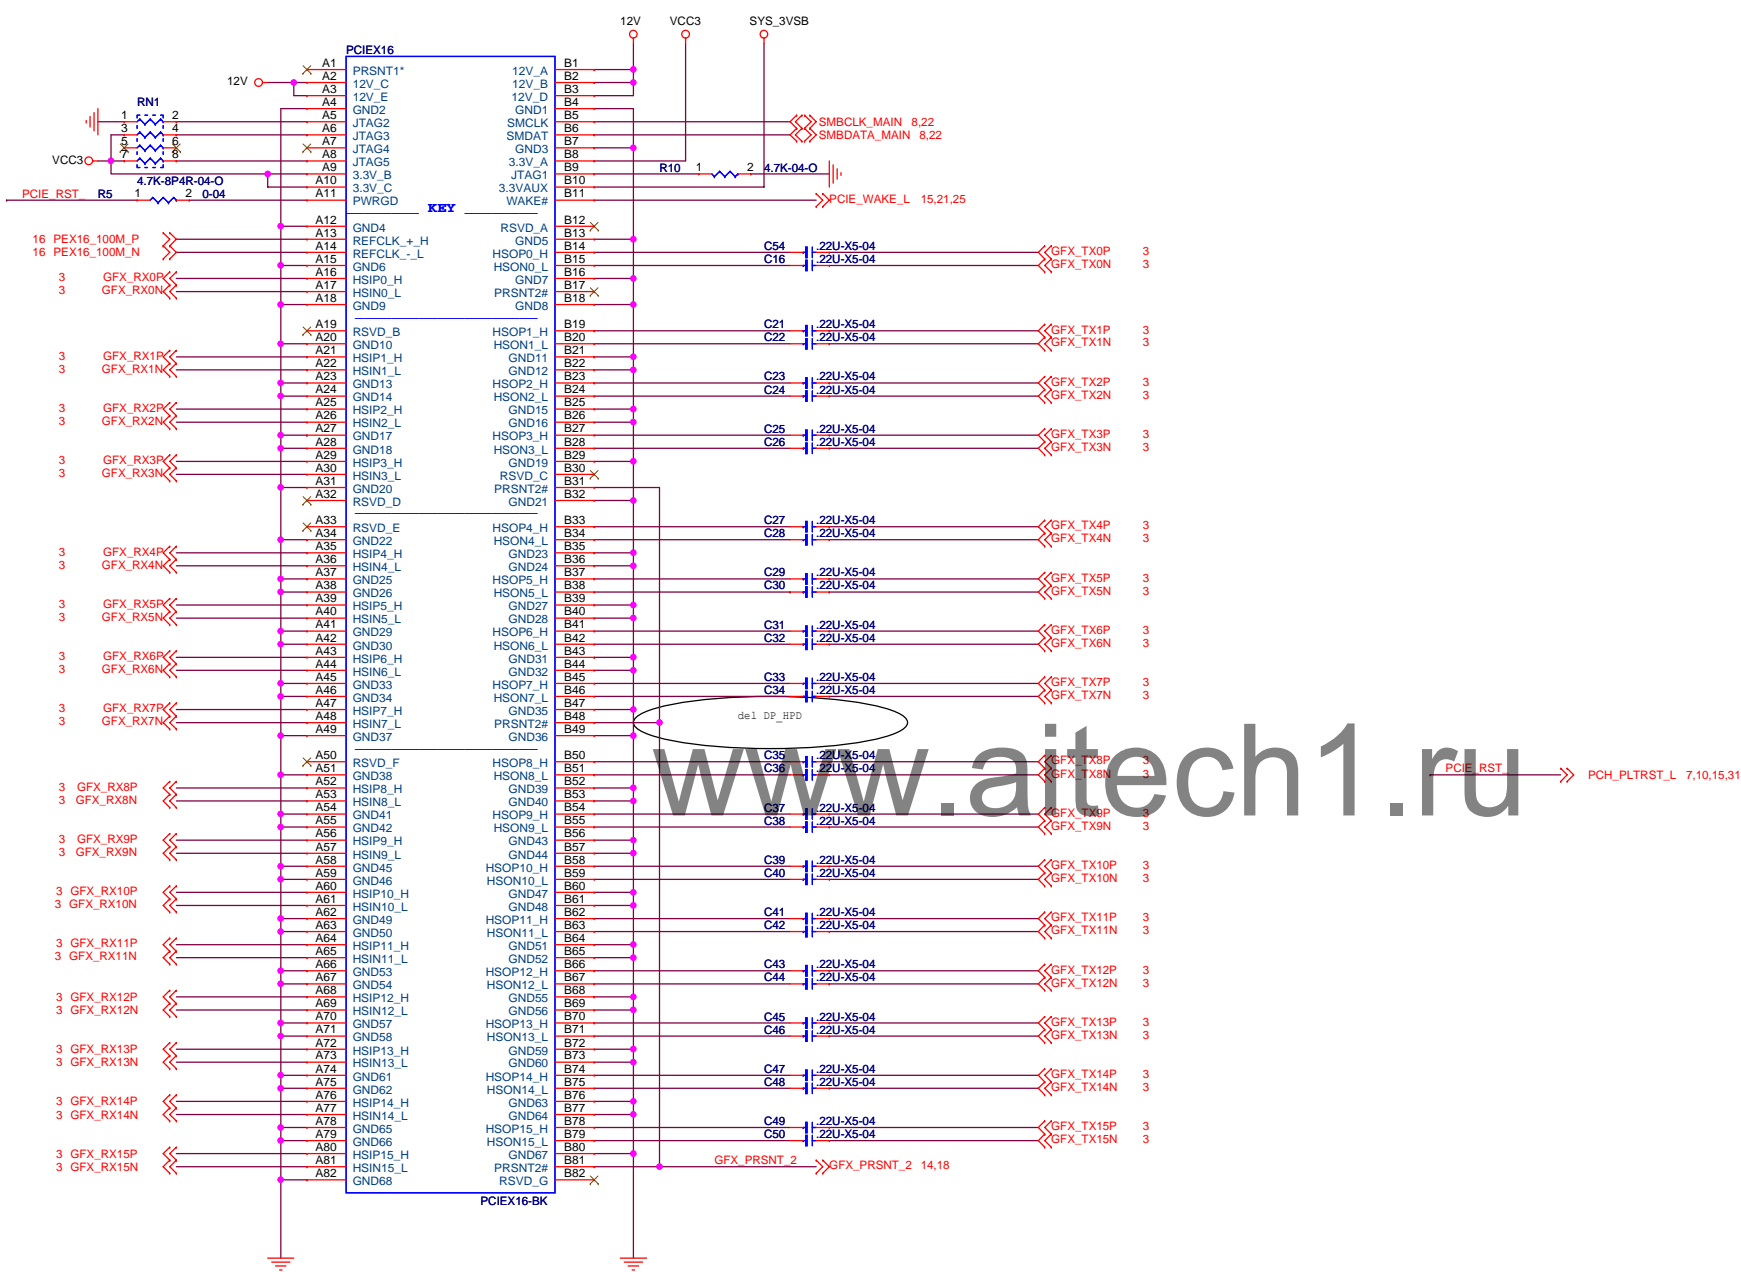 12V VCC3 SYS_3VSB
PCIEX16
12V
RN1
1 2
3 4
5 6
7 8
VCC3
4.7K-8P4R-04-O
PCIE_RST_ R5 1 2 0-04
A1 PRSNT1* 12V_A B1
A2 12V_C 12V_B B2
A3 12V_E 12V_D B3
A4 GND2 GND1 B4
A5 JTAG2 SMCLK B5 SMBCLK_MAIN 8,22
A6 JTAG3 SMDAT B6 SMBDATA_MAIN 8,22
A7 JTAG4 GND3 B7
A8 JTAG5 3.3V_A B8
A9 3.3V_B JTAG1 B9 R10 1 2 4.7K-04-O
A10 3.3V_C 3.3VAUX B10
A11 PWRGD WAKE# B11 PCIE_WAKE_L 15,21,25
KEY
A12 GND4 RSVD_A B12
16 PEX16_100M_P A13 REFCLK_+_H GND5 B13
16 PEX16_100M_N A14 REFCLK_-_L HSOP0_H B14 C54 .22U-X5-04 GFX_TX0P 3
A15 GND6 HSON0_L B15 C16 .22U-X5-04 GFX_TX0N 3
3 GFX_RX0P A16 HSIP0_H GND7 B16
3 GFX_RX0N A17 HSIN0_L PRSNT2# B17
A18 GND9 GND8 B18
A19 RSVD_B HSOP1_H B19 C21 .22U-X5-04 GFX_TX1P 3
A20 GND10 HSON1_L B20 C22 .22U-X5-04 GFX_TX1N 3
3 GFX_RX1P A21 HSIP1_H GND11 B21
3 GFX_RX1N A22 HSIN1_L GND12 B22
A23 GND13 HSOP2_H B23 C23 .22U-X5-04 GFX_TX2P 3
A24 GND14 HSON2_L B24 C24 .22U-X5-04 GFX_TX2N 3
3 GFX_RX2P A25 HSIP2_H GND15 B25
3 GFX_RX2N A26 HSIN2_L GND16 B26
A27 GND17 HSOP3_H B27 C25 .22U-X5-04 GFX_TX3P 3
A28 GND18 HSON3_L B28 C26 .22U-X5-04 GFX_TX3N 3
3 GFX_RX3P A29 HSIP3_H GND19 B29
3 GFX_RX3N A30 HSIN3_L RSVD_C B30
A31 GND20 PRSNT2# B31
A32 RSVD_D GND21 B32
A33 RSVD_E HSOP4_H B33 C27 .22U-X5-04 GFX_TX4P 3
A34 GND22 HSON4_L B34 C28 .22U-X5-04 GFX_TX4N 3
3 GFX_RX4P A35 HSIP4_H GND23 B35
3 GFX_RX4N A36 HSIN4_L GND24 B36
A37 GND25 HSOP5_H B37 C29 .22U-X5-04 GFX_TX5P 3
A38 GND26 HSON5_L B38 C30 .22U-X5-04 GFX_TX5N 3
3 GFX_RX5P A39 HSIP5_H GND27 B39
3 GFX_RX5N A40 HSIN5_L GND28 B40
A41 GND29 HSOP6_H B41 C31 .22U-X5-04 GFX_TX6P 3
A42 GND30 HSON6_L B42 C32 .22U-X5-04 GFX_TX6N 3
3 GFX_RX6P A43 HSIP6_H GND31 B43
3 GFX_RX6N A44 HSIN6_L GND32 B44
A45 GND33 HSOP7_H B45 C33 .22U-X5-04 GFX_TX7P 3
A46 GND34 HSON7_L B46 C34 .22U-X5-04 GFX_TX7N 3
3 GFX_RX7P A47 HSIP7_H GND35 B47
3 GFX_RX7N A48 HSIN7_L PRSNT2# B48 del DP_HPD
A49 GND37 GND36 B49
A50 RSVD_F HSOP8_H B50 C35 .22U-X5-04 GFX_TX8P 3
A51 GND38 HSON8_L B51 C36 .22U-X5-04 GFX_TX8N 3
PCIE_RST_ PCH_PLTRST_L 7,10,15,31
www.aitech1.ru
3 GFX_RX8P A52 HSIP8_H GND39 B52
3 GFX_RX8N A53 HSIN8_L GND40 B53
A54 GND41 HSOP9_H B54 C37 .22U-X5-04 GFX_TX9P 3
A55 GND42 HSON9_L B55 C38 .22U-X5-04 GFX_TX9N 3
3 GFX_RX9P A56 HSIP9_H GND43 B56
3 GFX_RX9N A57 HSIN9_L GND44 B57
A58 GND45 HSOP10_H B58 C39 .22U-X5-04 GFX_TX10P 3
A59 GND46 HSON10_L B59 C40 .22U-X5-04 GFX_TX10N 3
3 GFX_RX10P A60 HSIP10_H GND47 B60
3 GFX_RX10N A61 HSIN10_L GND48 B61
A62 GND49 HSOP11_H B62 C41 .22U-X5-04 GFX_TX11P 3
A63 GND50 HSON11_L B63 C42 .22U-X5-04 GFX_TX11N 3
3 GFX_RX11P A64 HSIP11_H GND51 B64
3 GFX_RX11N A65 HSIN11_L GND52 B65
A66 GND53 HSOP12_H B66 C43 .22U-X5-04 GFX_TX12P 3
A67 GND54 HSON12_L B67 C44 .22U-X5-04 GFX_TX12N 3
3 GFX_RX12P A68 HSIP12_H GND55 B68
3 GFX_RX12N A69 HSIN12_L GND56 B69
A70 GND57 HSOP13_H B70 C45 .22U-X5-04 GFX_TX13P 3
A71 GND58 HSON13_L B71 C46 .22U-X5-04 GFX_TX13N 3
3 GFX_RX13P A72 HSIP13_H GND59 B72
3 GFX_RX13N A73 HSIN13_L GND60 B73
A74 GND61 HSOP14_H B74 C47 .22U-X5-04 GFX_TX14P 3
A75 GND62 HSON14_L B75 C48 .22U-X5-04 GFX_TX14N 3
3 GFX_RX14P A76 HSIP14_H GND63 B76
3 GFX_RX14N A77 HSIN14_L GND64 B77
A78 GND65 HSOP15_H B78 C49 .22U-X5-04 GFX_TX15P 3
A79 GND66 HSON15_L B79 C50 .22U-X5-04 GFX_TX15N 3
3 GFX_RX15P A80 HSIP15_H GND67 B80
3 GFX_RX15N A81 HSIN15_L PRSNT2# B81 GFX_PRSNT_2 GFX_PRSNT_2 14,18
A82 GND68 RSVD_G B82
PCIEX16-BK